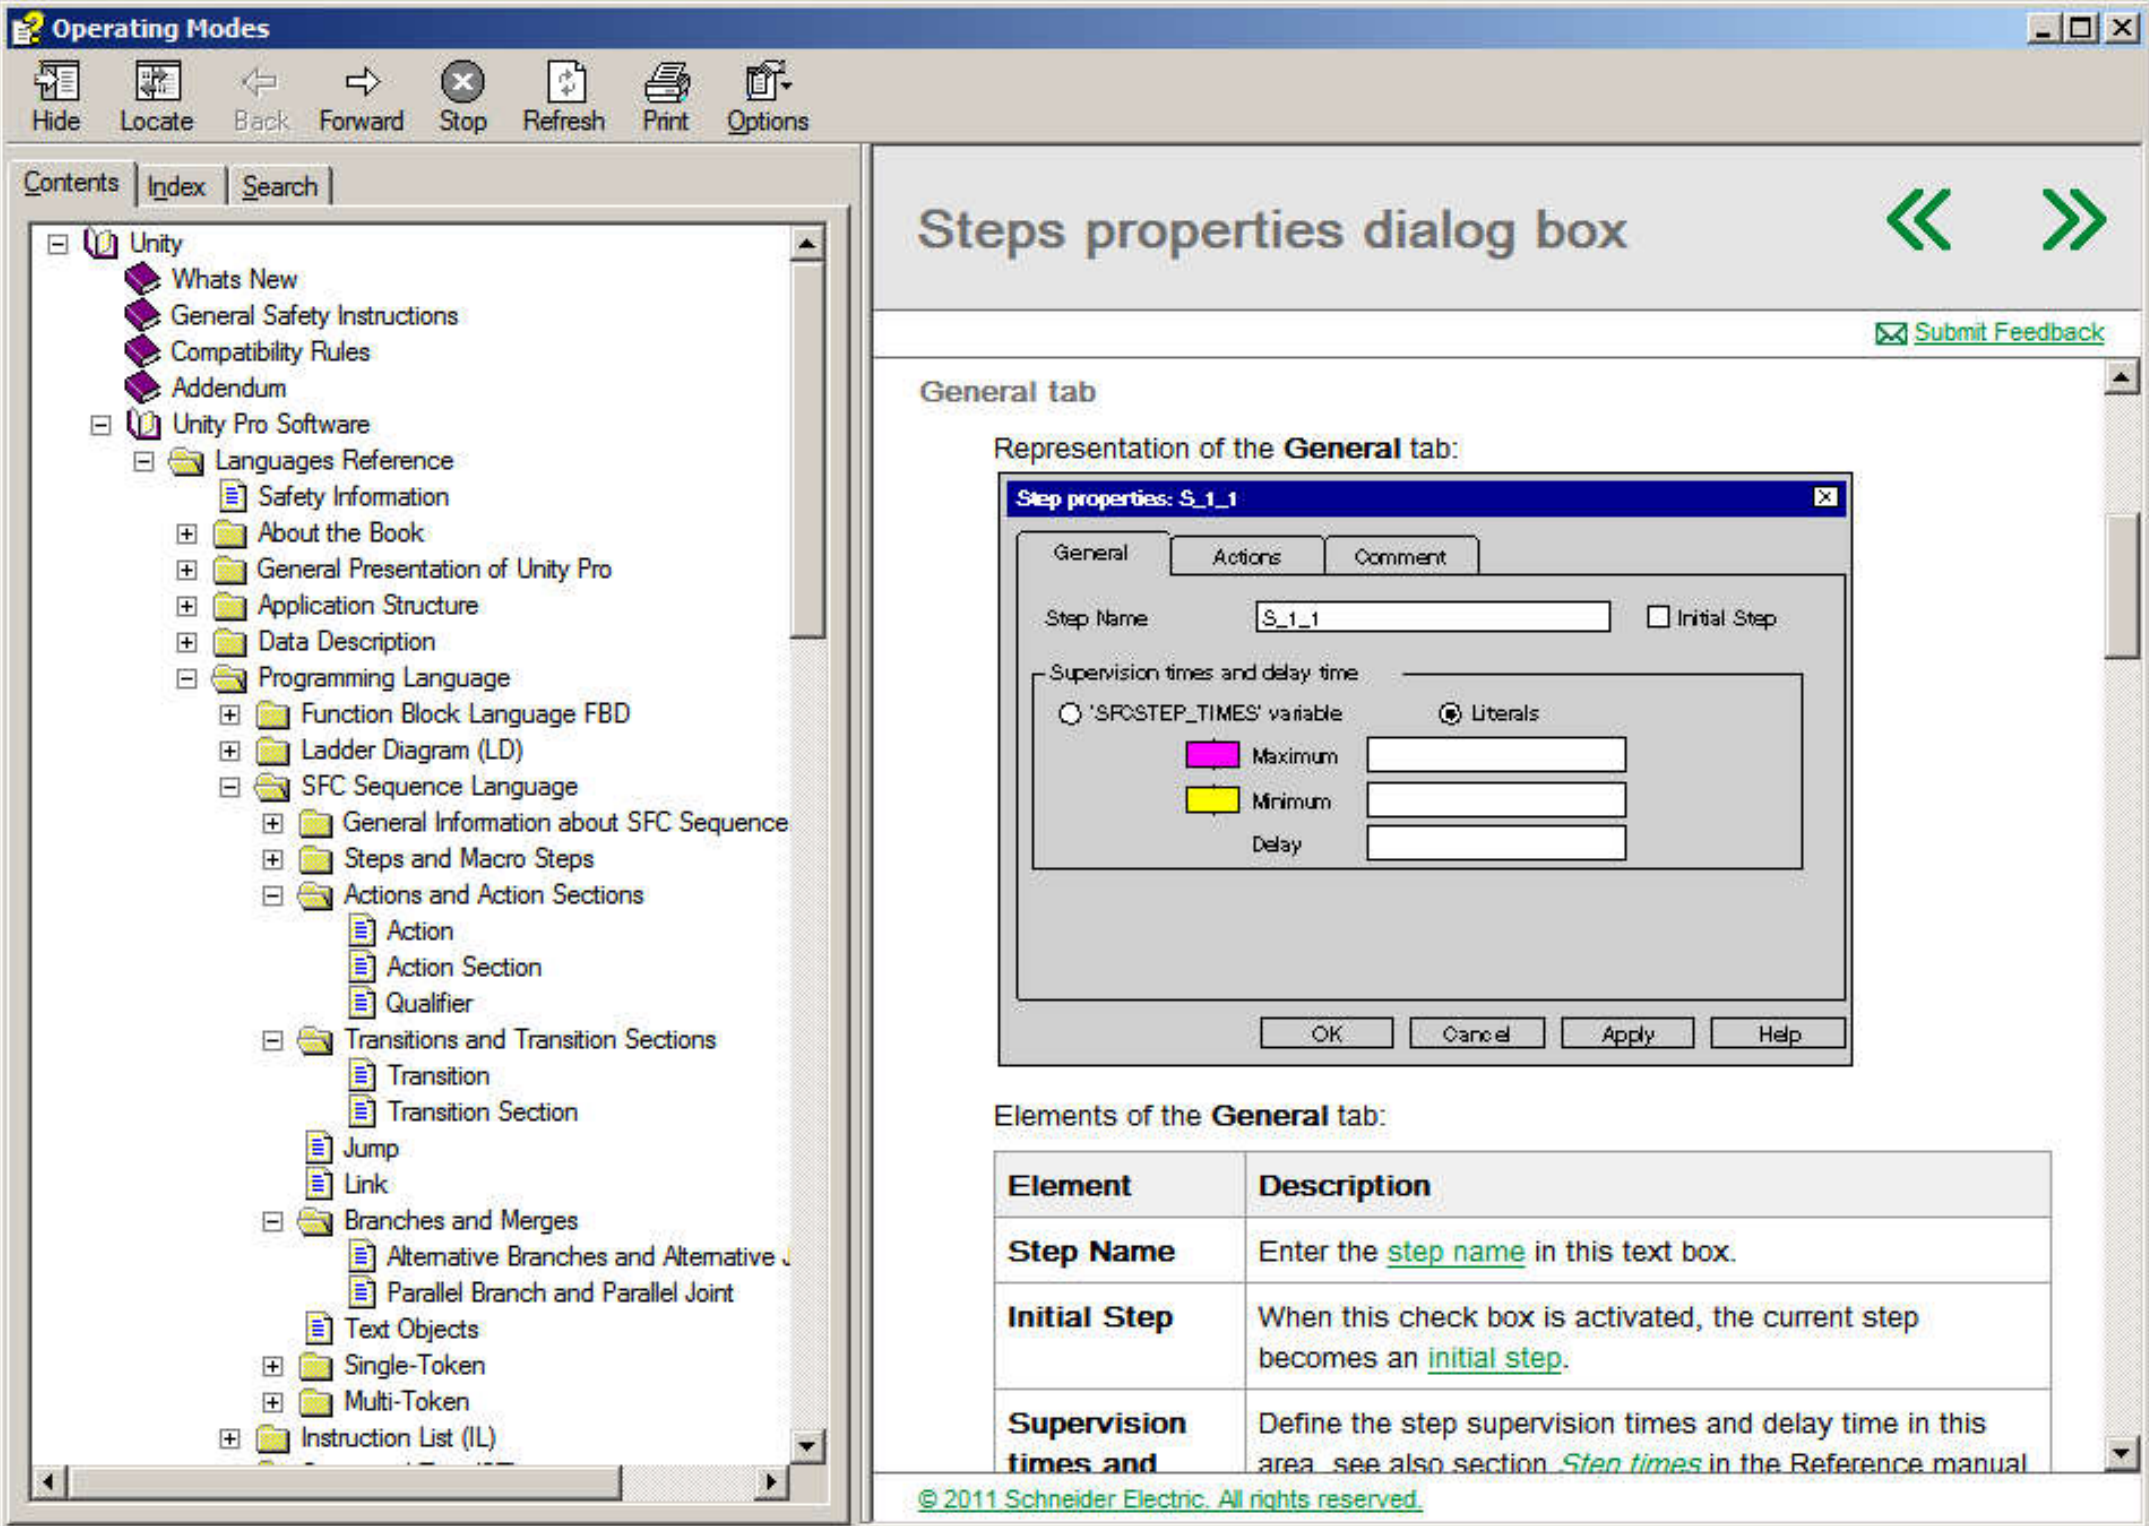 Operating Modes
Hide Locate Back Forward Stop Refresh Print Options
Contents Index Search
Unity
Whats New
General Safety Instructions
Compatibility Rules
Addendum
Unity Pro Software
Languages Reference
Safety Information
About the Book
General Presentation of Unity Pro
Application Structure
Data Description
Programming Language
Function Block Language FBD
Ladder Diagram (LD)
SFC Sequence Language
General Information about SFC Sequence
Steps and Macro Steps
Actions and Action Sections
Action
Action Section
Qualifier
Transitions and Transition Sections
Transition
Transition Section
Jump
Link
Branches and Merges
Alternative Branches and Alternative
Parallel Branch and Parallel Joint
Text Objects
Single-Token
Multi-Token
Instruction List (IL)
Steps properties dialog box
Submit Feedback
General tab
Representation of the General tab:
Step properties: S_1_1
General Actions Comment
Step Name S_1_1 Initial Step
Supervision times and delay time
'SFCSTEP_TIMES' variable Literals
Maximum
Minimum
Delay
OK Cancel Apply Help
Elements of the General tab:
Element Description
Step Name Enter the step name in this text box.
Initial Step When this check box is activated, the current step
becomes an initial step.
Supervision Define the step supervision times and delay time in this
times and area, see also section Step times in the Reference manual
© 2011 Schneider Electric. All rights reserved.